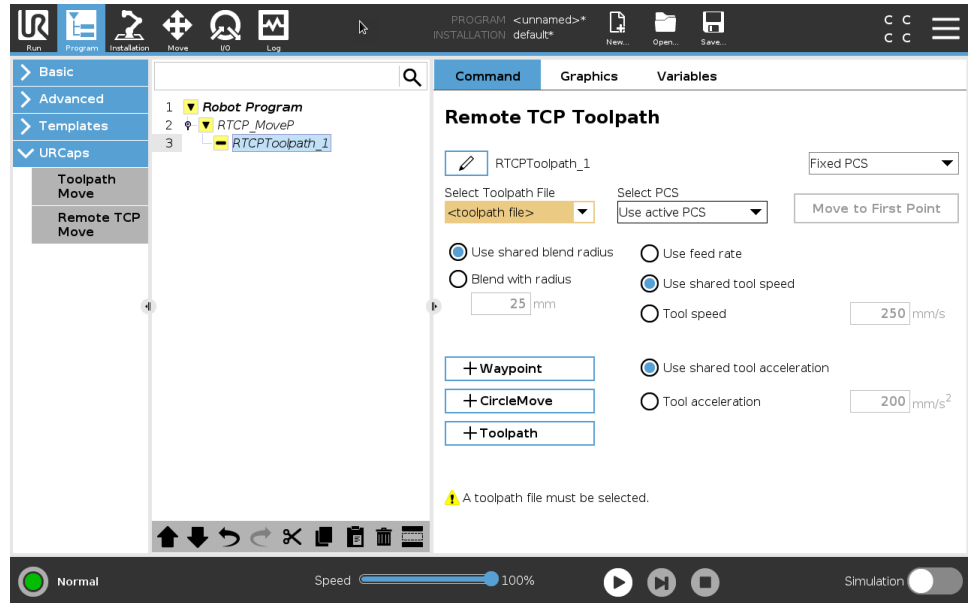 UR
PROGRAM <unnamed>*
INSTALLATION default*
Run Program Installation Move I/O Log New... Open... Save...
C C
C C
Basic
Advanced
Templates
URCaps
Toolpath
Move
Remote TCP
Move
1 Robot Program
2 RTCP_MoveP
3 RTCPToolpath_1
Command Graphics Variables
Remote TCP Toolpath
RTCPToolpath_1 Fixed PCS
Select Toolpath File Select PCS
<toolpath file> Use active PCS Move to First Point
Use shared blend radius Use feed rate
Blend with radius Use shared tool speed
25 mm Tool speed 250 mm/s
+ Waypoint Use shared tool acceleration
+ CircleMove Tool acceleration 200 mm/s²
+ Toolpath
A toolpath file must be selected.
Normal Speed 100% Simulation